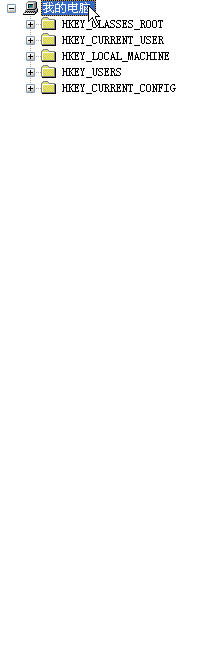 我的电脑
HKEY_CLASSES_ROOT
HKEY_CURRENT_USER
HKEY_LOCAL_MACHINE
HKEY_USERS
HKEY_CURRENT_CONFIG